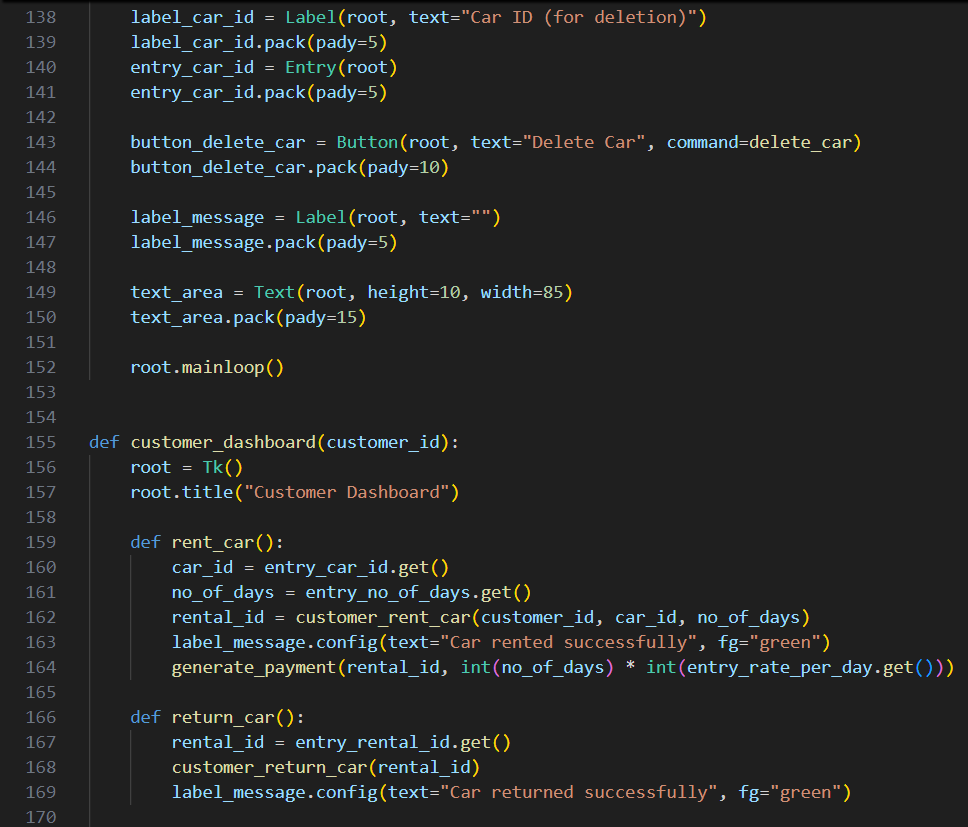 138 label_car_id = Label(root, text="Car ID (for deletion)")
139 label_car_id.pack(pady=5)
140 entry_car_id = Entry(root)
141 entry_car_id.pack(pady=5)
142
143 button_delete_car = Button(root, text="Delete Car", command=delete_car)
144 button_delete_car.pack(pady=10)
145
146 label_message = Label(root, text="")
147 label_message.pack(pady=5)
148
149 text_area = Text(root, height=10, width=85)
150 text_area.pack(pady=15)
151
152 root.mainloop()
153
154
155 def customer_dashboard(customer_id):
156 root = Tk()
157 root.title("Customer Dashboard")
158
159 def rent_car():
160 car_id = entry_car_id.get()
161 no_of_days = entry_no_of_days.get()
162 rental_id = customer_rent_car(customer_id, car_id, no_of_days)
163 label_message.config(text="Car rented successfully", fg="green")
164 generate_payment(rental_id, int(no_of_days) * int(entry_rate_per_day.get()))
165
166 def return_car():
167 rental_id = entry_rental_id.get()
168 customer_return_car(rental_id)
169 label_message.config(text="Car returned successfully", fg="green")
170